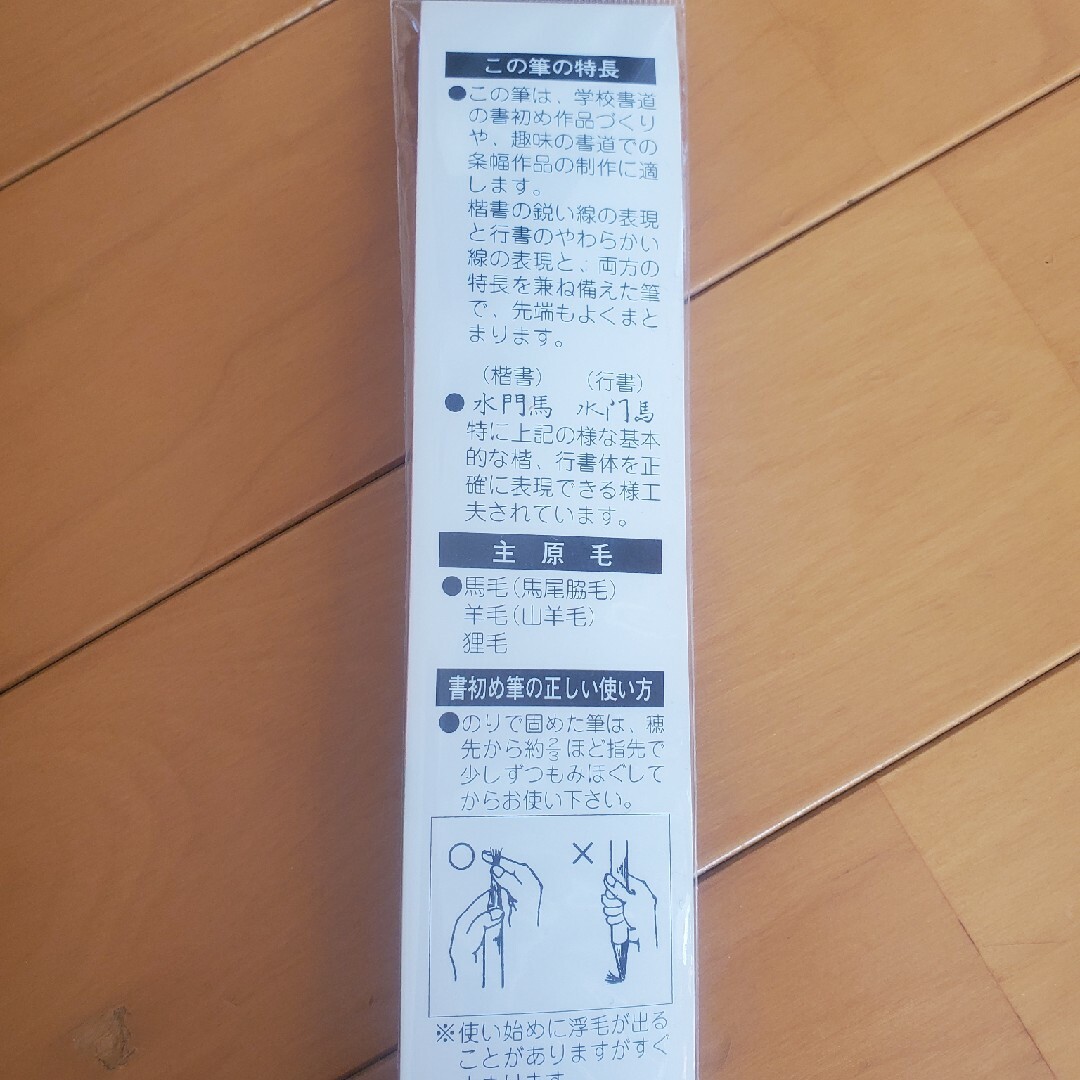 この筆の特長
●この筆は、学校書道
の書初め作品づくり
や、趣味の書道での
条幅作品の制作に適
します。
楷書の鋭い線の表現
と行書のやわらかい
線の表現と、両方の
特長を兼ね備えた筆
で、先端もよくまと
まります。
（楷書）　（行書）
●水門馬　水門馬
特に上記の様な基本
的な楷、行書体を正
確に表現できる様工
夫されています。
主原毛
●馬毛（馬尾脇毛）
羊毛（山羊毛）
狸毛
書初め筆の正しい使い方
●のりで固めた筆は、穂
先から約2/3ほど指先で
少しずつもみほぐして
からお使い下さい。
○　×
※使い始めに浮毛が出る
ことがありますがすぐ